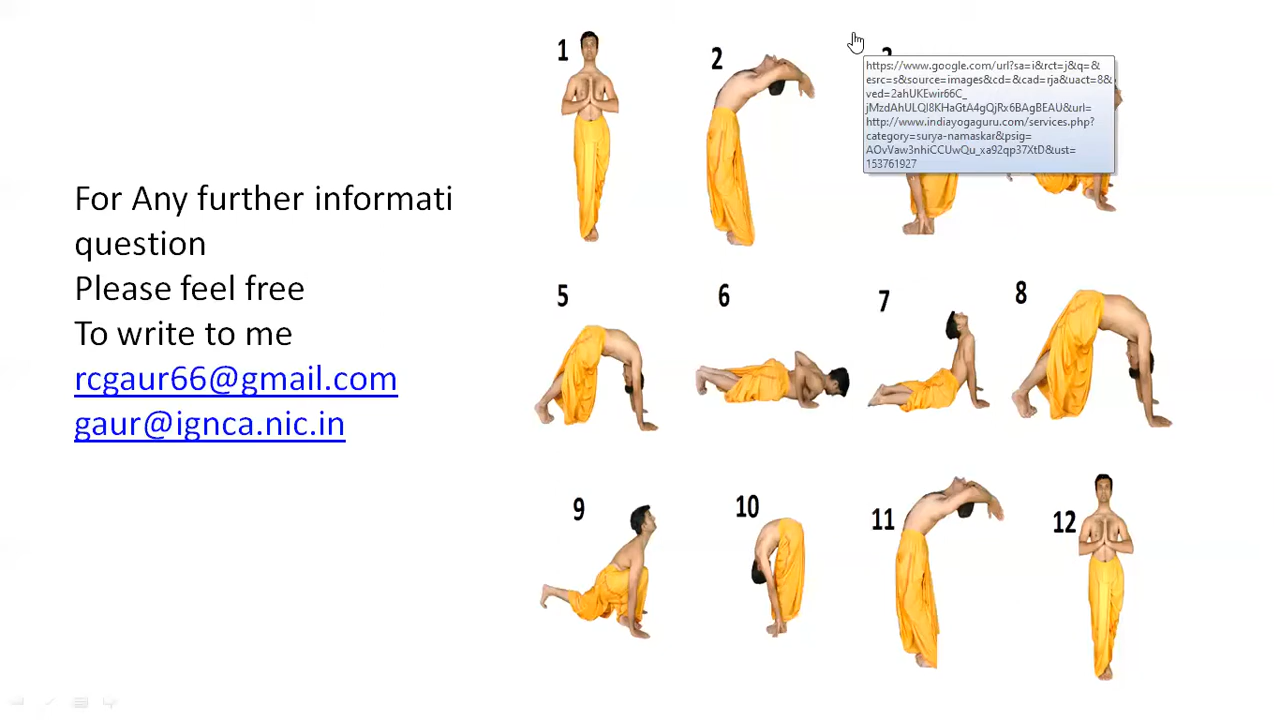 For Any further informati
question
Please feel free
To write to me
rcgaur66@gmail.com
gaur@ignca.nic.in
1
2
https://www.google.com/url?sa=i&rct=j&q=&
esrc=s&source=images&cd=&cad=rja&uact=8&
ved=2ahUKEwir66C_
jMzdAhULQI8KHaGtA4gQjRx6BAgBEAU&url=
http://www.indiayogaguru.com/services.php?
category=surya-namaskar&psig=
AOvVaw3nhiCCUwQu_xa92qp37XtD&ust=
153761927
5
6
7
8
9
10
11
12